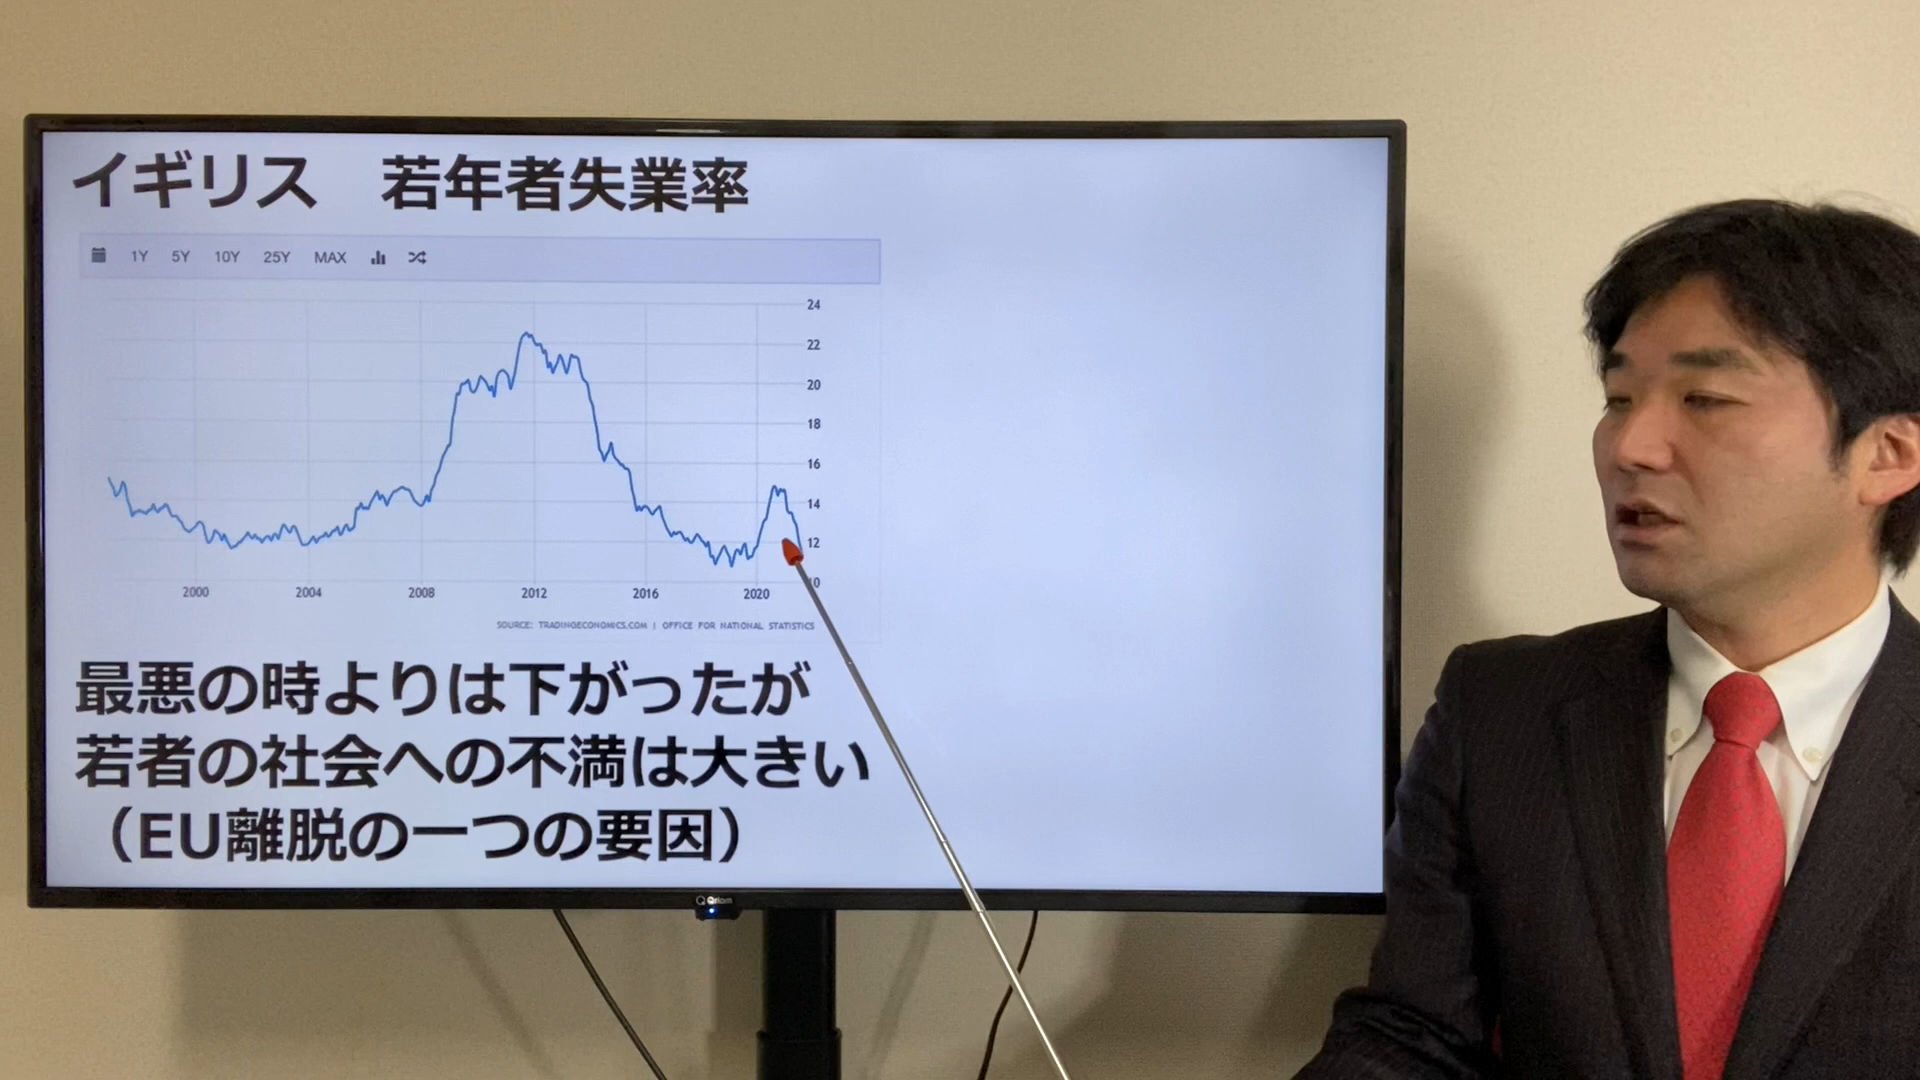 イギリス 若年者失業率
1Y 5Y 10Y 25Y MAX
24
22
20
18
16
14
12
10
2000 2004 2008 2012 2016 2020
SOURCE: TRADINGECONOMICS.COM | OFFICE FOR NATIONAL STATISTICS
最悪の時よりは下がったが
若者の社会への不満は大きい
（EU離脱の一つの要因）
Qriom